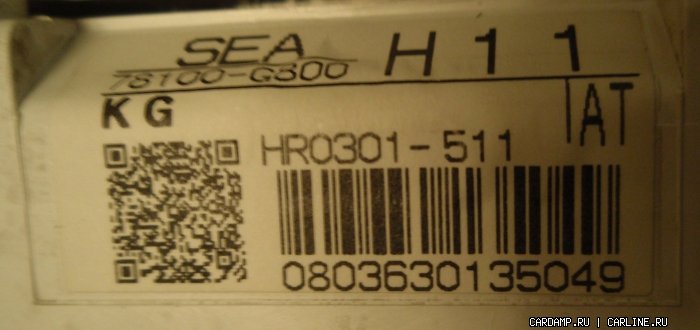 SEA H11
78100-G300
KG AT
HR0301-511
0803630135049
CARDAMP.RU | CARLINE.RU